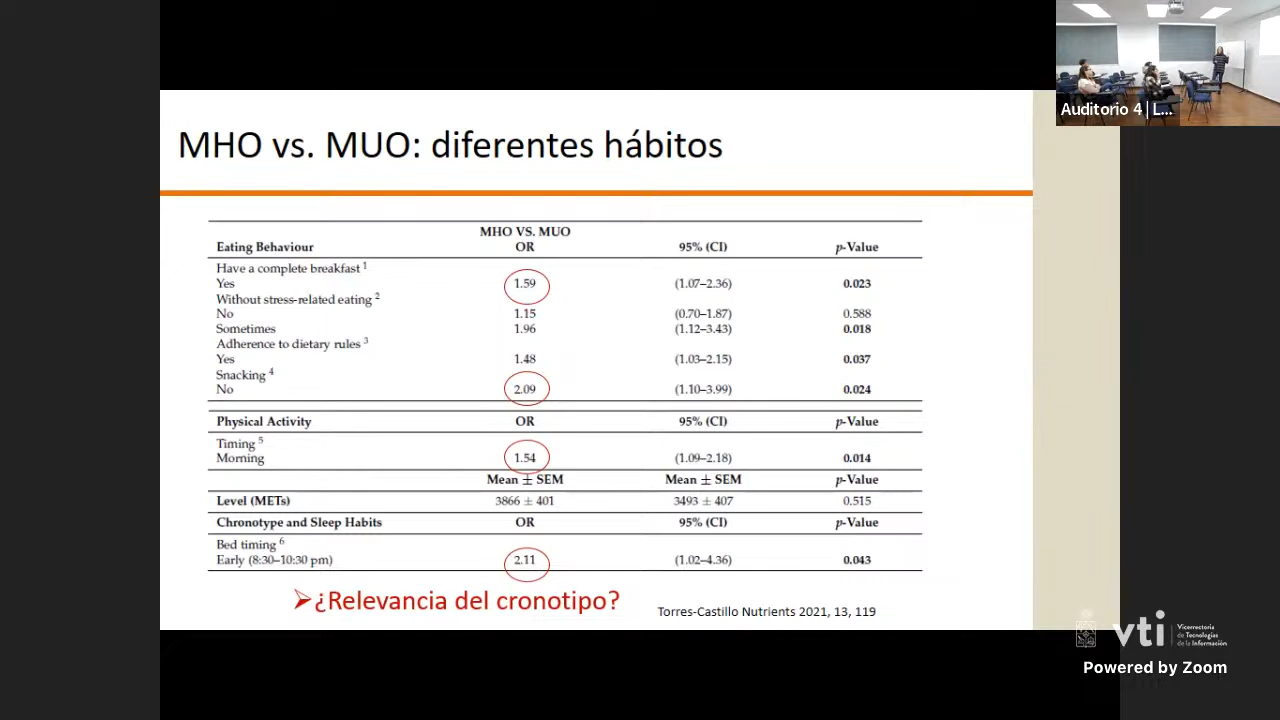 Auditorio 4 | L...
MHO vs. MUO: diferentes hábitos
MHO VS. MUO
Eating Behaviour OR 95% (CI) p-Value
Have a complete breakfast 1
Yes 1.59 (1.07–2.36) 0.023
Without stress-related eating 2
No 1.15 (0.70–1.87) 0.588
Sometimes 1.96 (1.12–3.43) 0.018
Adherence to dietary rules 3
Yes 1.48 (1.03–2.15) 0.037
Snacking 4
No 2.09 (1.10–3.99) 0.024
Physical Activity OR 95% (CI) p-Value
Timing 5
Morning 1.54 (1.09–2.18) 0.014
Mean ± SEM Mean ± SEM p-Value
Level (METs) 3866 ± 401 3493 ± 407 0.515
Chronotype and Sleep Habits OR 95% (CI) p-Value
Bed timing 6
Early (8:30–10:30 pm) 2.11 (1.02–4.36) 0.043
➢¿Relevancia del cronotipo?
Torres-Castillo Nutrients 2021, 13, 119
vti
Vicerrectoría
de Tecnologías
de la Información
Powered by Zoom